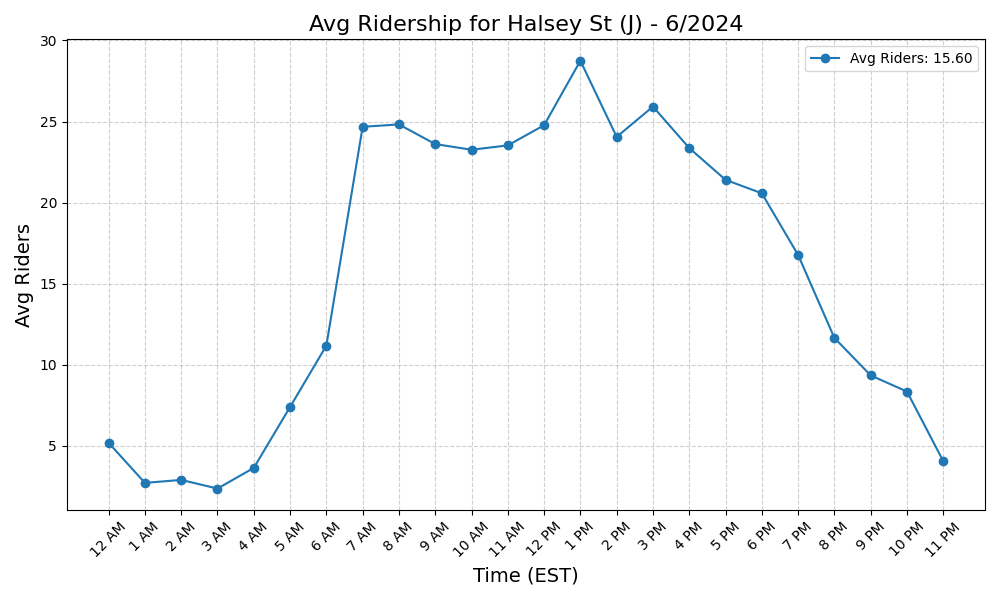 Avg Ridership for Halsey St (J) - 6/2024
Avg Riders: 15.60
30
25
20
15
10
5
Avg Riders
12 AM
1 AM
2 AM
3 AM
4 AM
5 AM
6 AM
7 AM
8 AM
9 AM
10 AM
11 AM
12 PM
1 PM
2 PM
3 PM
4 PM
5 PM
6 PM
7 PM
8 PM
9 PM
10 PM
11 PM
Time (EST)